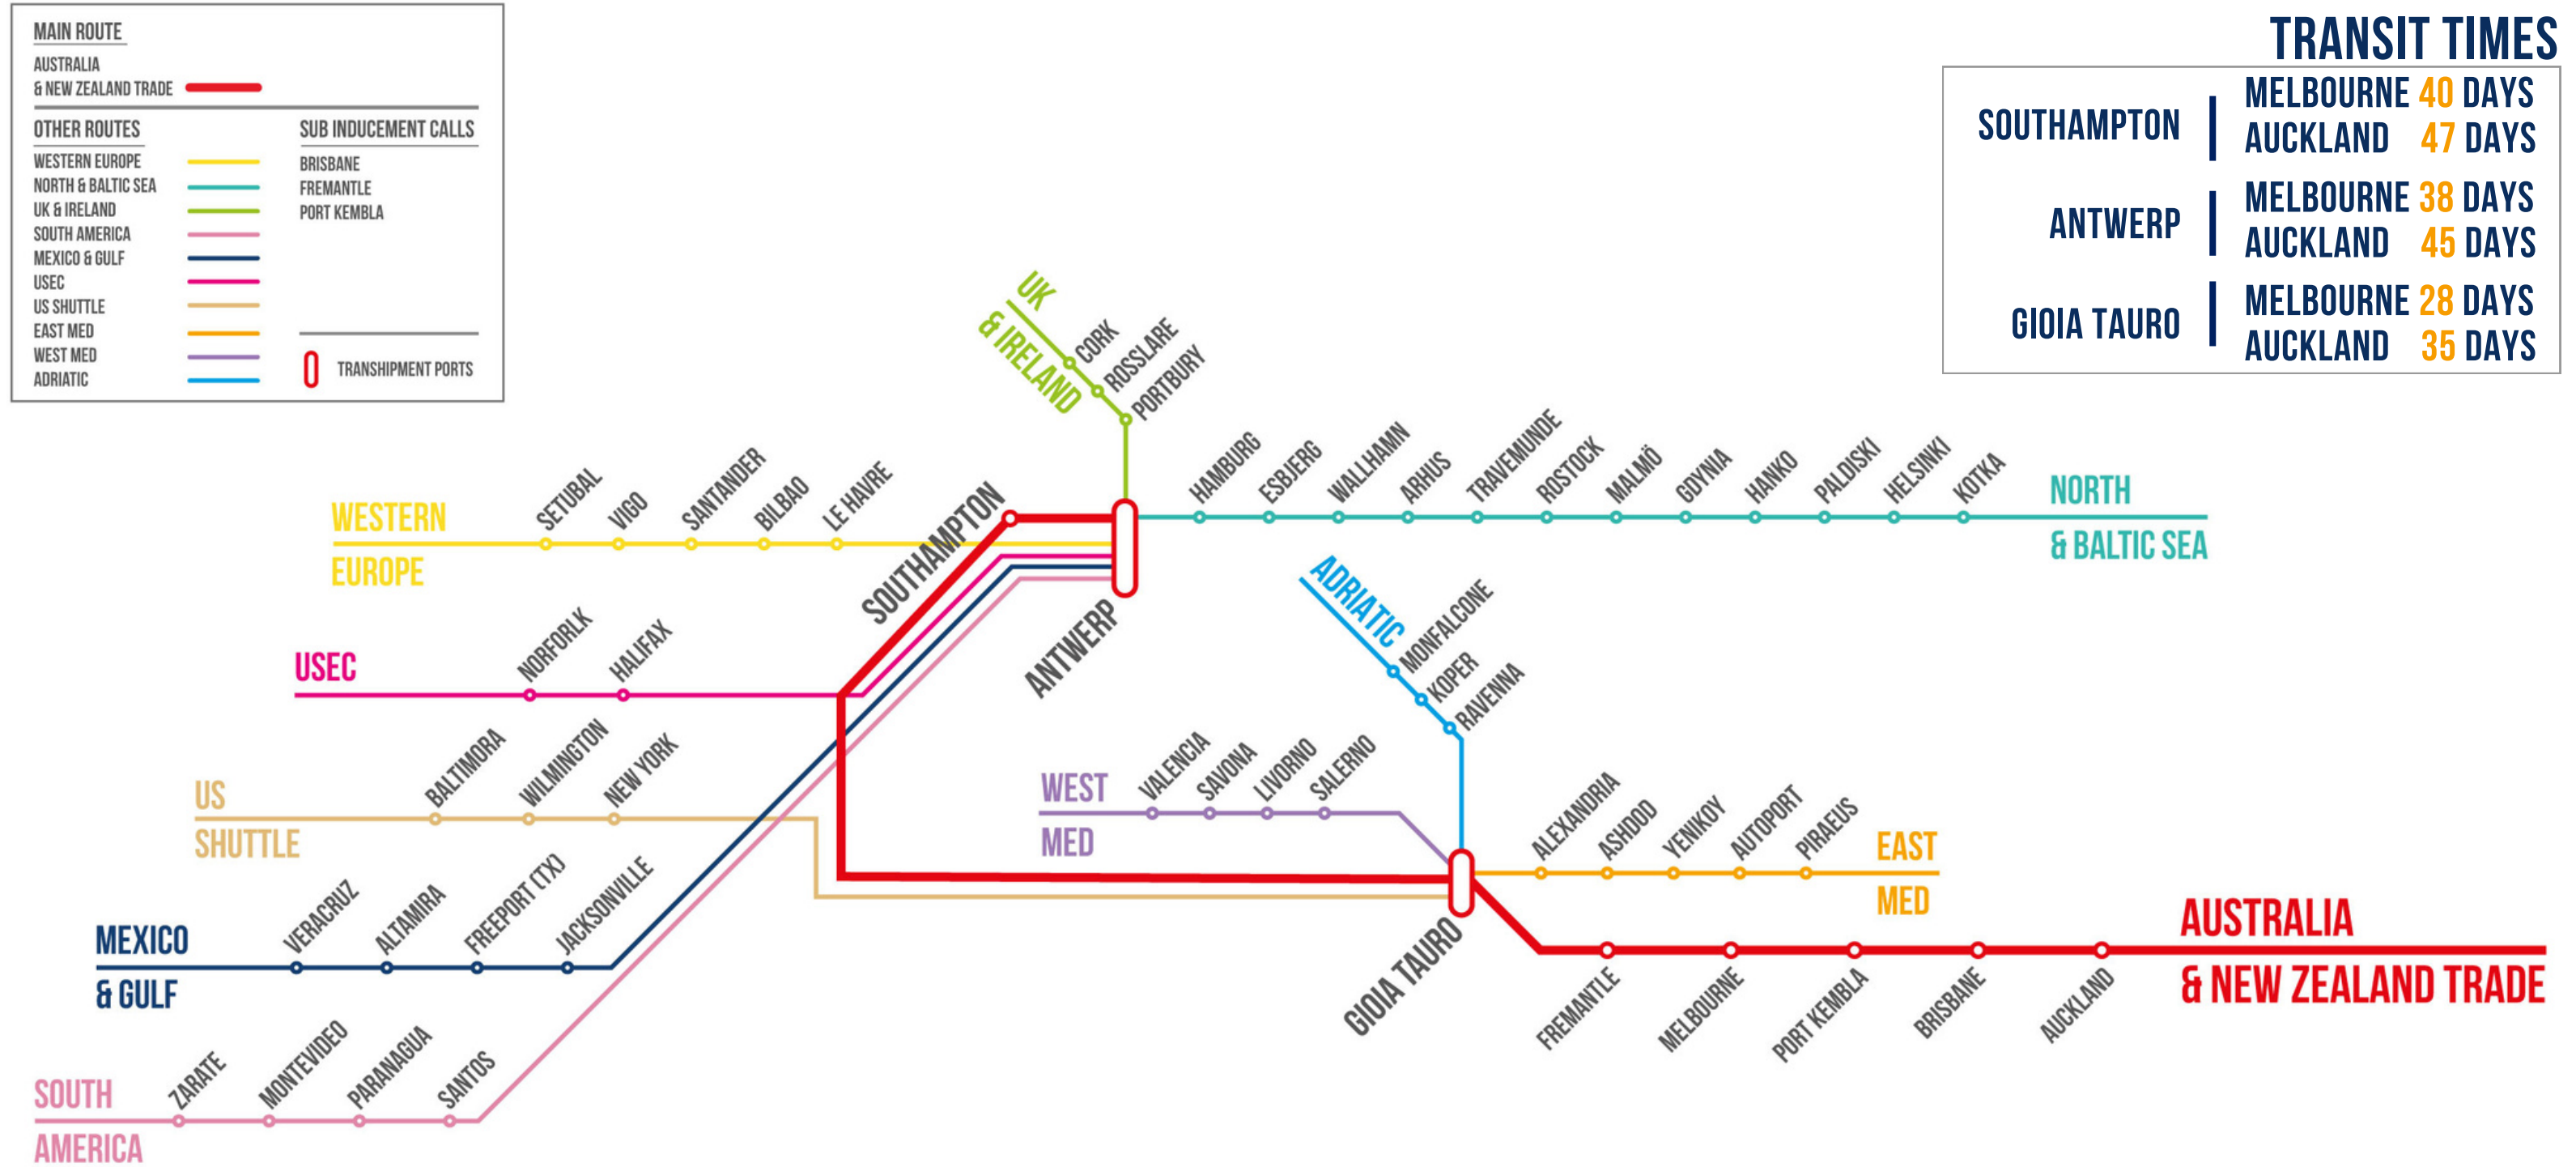 MAIN ROUTE
AUSTRALIA
& NEW ZEALAND TRADE
OTHER ROUTES
WESTERN EUROPE
NORTH & BALTIC SEA
UK & IRELAND
SOUTH AMERICA
MEXICO & GULF
USEC
US SHUTTLE
EAST MED
WEST MED
ADRIATIC
SUB INDUCEMENT CALLS
BRISBANE
FREMANTLE
PORT KEMBLA
TRANSHIPMENT PORTS
TRANSIT TIMES
SOUTHAMPTON
MELBOURNE 40 DAYS
AUCKLAND 47 DAYS
ANTWERP
MELBOURNE 38 DAYS
AUCKLAND 45 DAYS
GIOIA TAURO
MELBOURNE 28 DAYS
AUCKLAND 35 DAYS
UK
& IRELAND
CORK
ROSSLARE
PORTBURY
WESTERN
EUROPE
SETUBAL
VIGO
SANTANDER
BILBAO
LE HAVRE
SOUTHAMPTON
ANTWERP
HAMBURG
ESBJERG
WALLHAMN
ARHUS
TRAVEMUNDE
ROSTOCK
MALMÖ
GDYNIA
HANKO
PALDISKI
HELSINKI
KOTKA
NORTH
& BALTIC SEA
USEC
NORFORLK
HALIFAX
ADRIATIC
MONFALCONE
KOPER
RAVENNA
US
SHUTTLE
BALTIMORA
WILMINGTON
NEW YORK
WEST
MED
VALENCIA
SAVONA
LIVORNO
SALERNO
ALEXANDRIA
ASHDOD
YENIKOY
AUTOPORT
PIRAEUS
EAST
MED
MEXICO
& GULF
VERACRUZ
ALTAMIRA
FREEPORT (TX)
JACKSONVILLE
GIOIA TAURO
FREMANTLE
MELBOURNE
PORT KEMBLA
BRISBANE
AUCKLAND
AUSTRALIA
& NEW ZEALAND TRADE
SOUTH
AMERICA
ZARATE
MONTEVIDEO
PARANAGUA
SANTOS